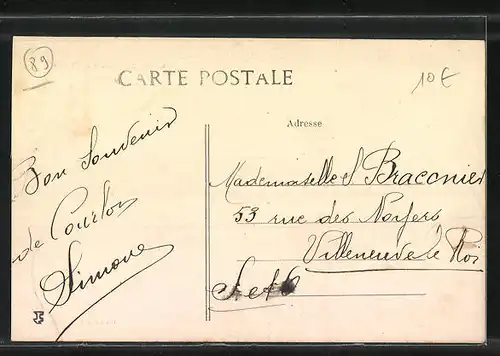 89
CARTE POSTALE
10€
Adresse
Bon Souvenir
de Courlon
Simone
Mademoiselle S Braconnier
53 rue des Noyers
Villeneuve le Roi
S et O